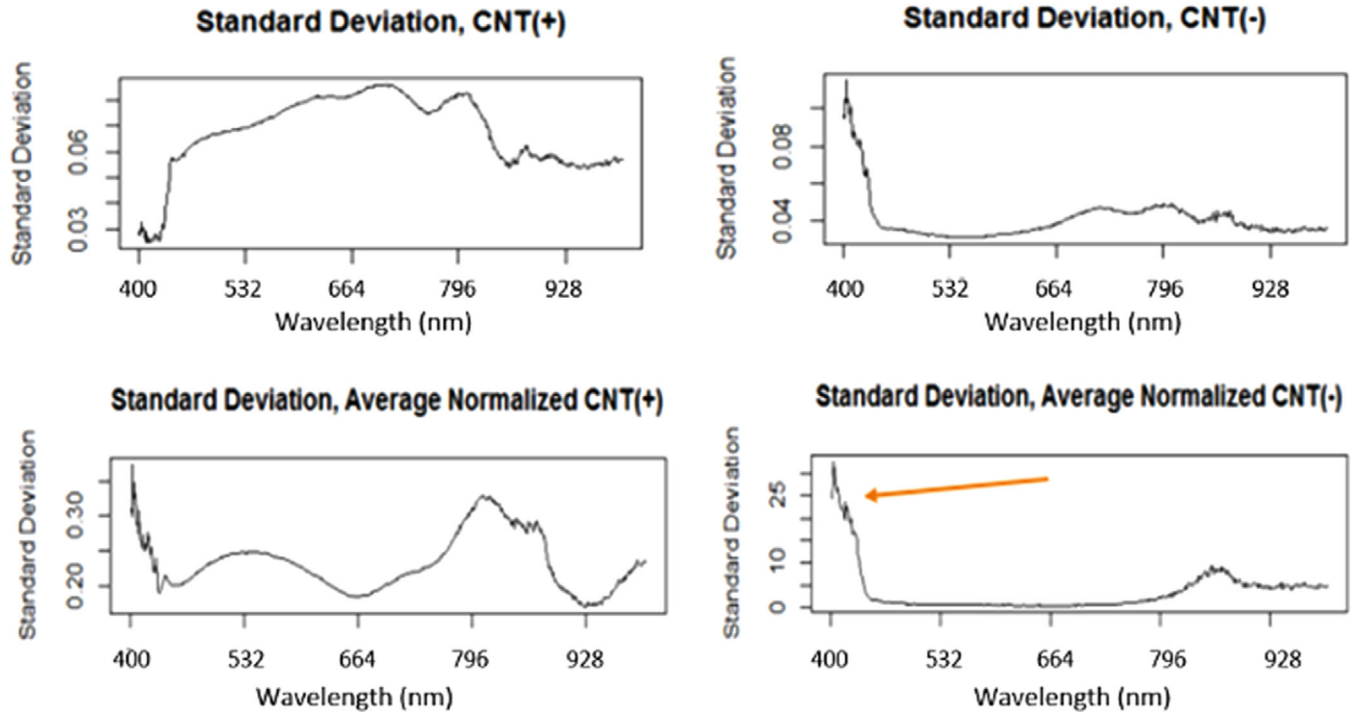 Standard Deviation, CNT(+)
Standard Deviation
0.06
0.03
400 532 664 796 928
Wavelength (nm)
Standard Deviation, CNT(-)
Standard Deviation
0.08
0.04
400 532 664 796 928
Wavelength (nm)
Standard Deviation, Average Normalized CNT(+)
Standard Deviation
0.30
0.20
400 532 664 796 928
Wavelength (nm)
Standard Deviation, Average Normalized CNT(-)
Standard Deviation
25
10
0
400 532 664 796 928
Wavelength (nm)